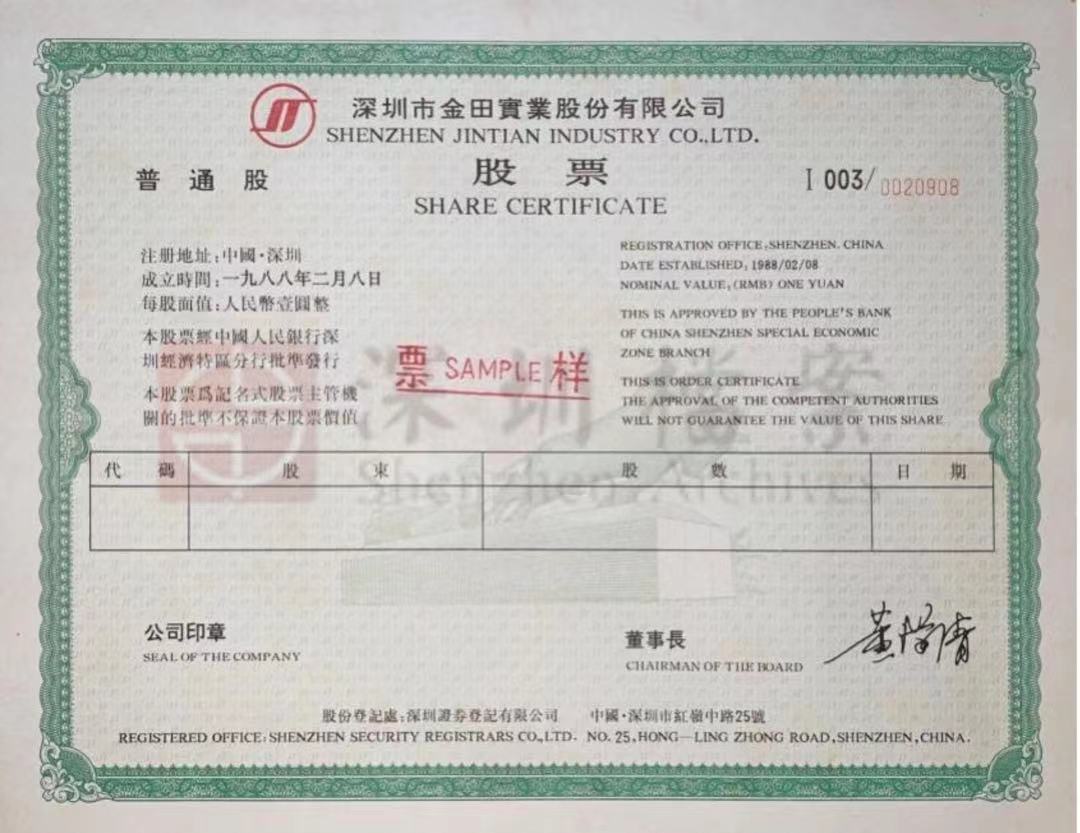 深圳市金田實業股份有限公司
SHENZHEN JINTIAN INDUSTRY CO.,LTD.
普通股
股票
SHARE CERTIFICATE
I 003/0020908
注册地址:中國·深圳
成立時間:一九八八年二月八日
每股面值:人民幣壹圓整
本股票經中國人民銀行深
圳經濟特區分行批準發行
本股票爲記名式股票主管機
關的批準不保證本股票價值
REGISTRATION OFFICE:SHENZHEN. CHINA
DATE ESTABLISHED: 1988/02/08
NOMINAL VALUE:(RMB) ONE YUAN
THIS IS APPROVED BY THE PEOPLE'S BANK
OF CHINA SHENZHEN SPECIAL ECONOMIC
ZONE BRANCH
THIS IS ORDER CERTIFICATE
THE APPROVAL OF THE COMPETENT AUTHORITIES
WILL NOT GUARANTEE THE VALUE OF THIS SHARE
票 SAMPLE 样
深圳檔案
Shenzhen Archives
代碼 股東 股數 日期
公司印章
SEAL OF THE COMPANY
董事長
CHAIRMAN OF THE BOARD
股份登記處:深圳證券登記有限公司 中國·深圳市紅嶺中路25號
REGISTERED OFFICE: SHENZHEN SECURITY REGISTRARS CO.,LTD. NO. 25, HONG—LING ZHONG ROAD, SHENZHEN, CHINA.